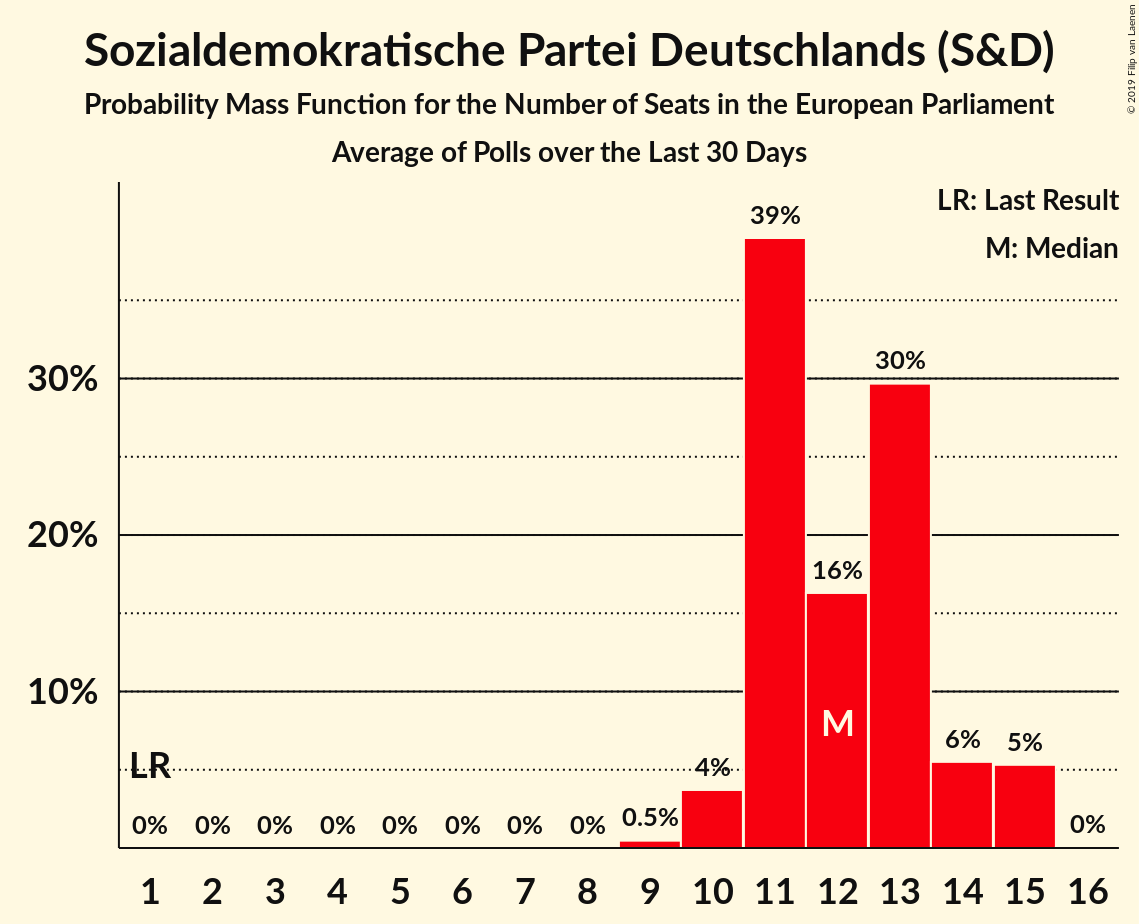 Sozialdemokratische Partei Deutschlands (S&D)
Probability Mass Function for the Number of Seats in the European Parliament
Average of Polls over the Last 30 Days
© 2019 Filip van Laenen
LR: Last Result
M: Median
39%
30%
30%
20%
16%
10%
M
LR
6%
5%
4%
0.5%
0% 0% 0% 0% 0% 0% 0% 0% 0%
1 2 3 4 5 6 7 8 9 10 11 12 13 14 15 16